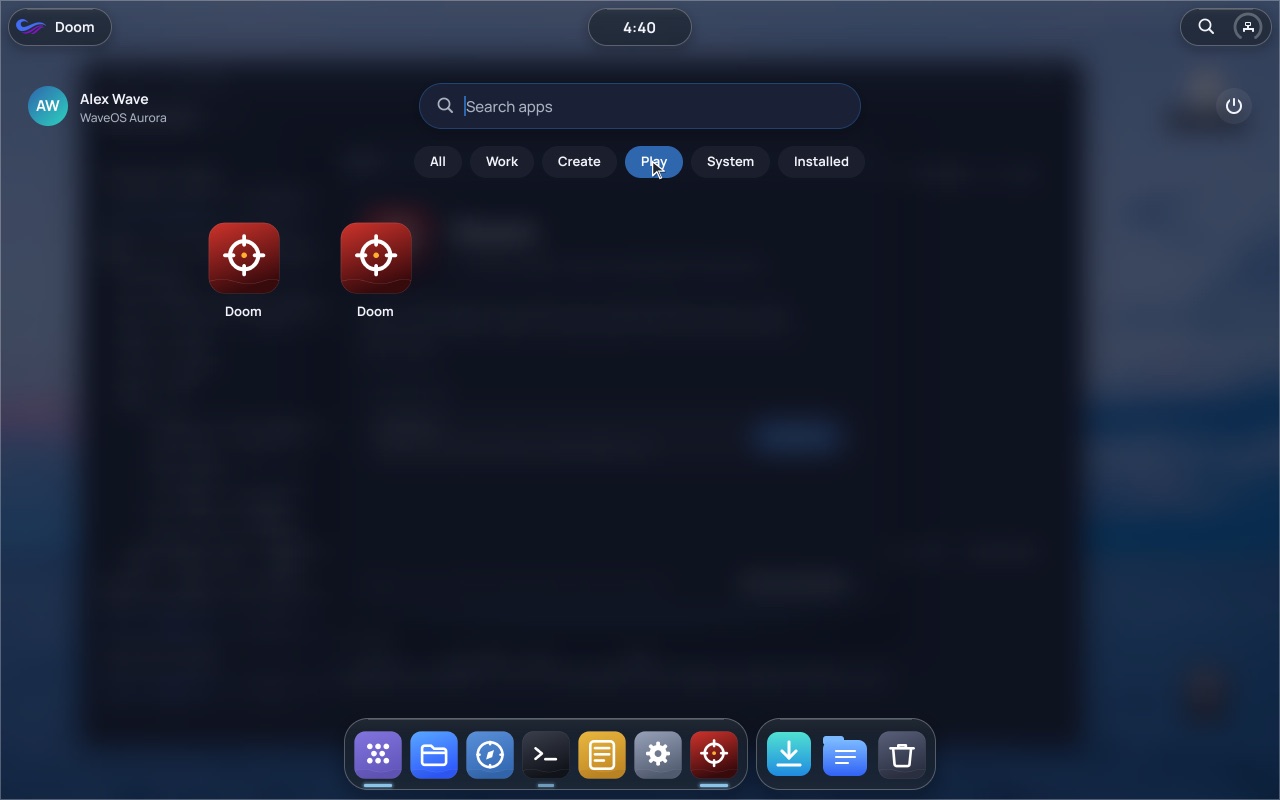 Doom
4:40
AW
Alex Wave
WaveOS Aurora
Search apps
All
Work
Create
Play
System
Installed
Doom
Doom